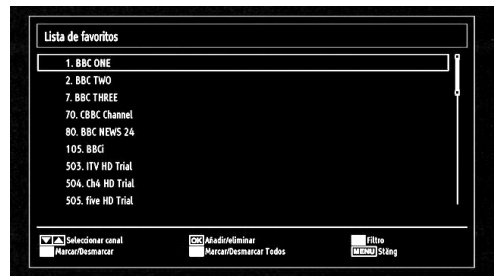 Lista de favoritos
1. BBC ONE
2. BBC TWO
7. BBC THREE
70. CBBC Channel
80. BBC NEWS 24
105. BBCi
503. ITV HD Trial
504. Ch4 HD Trial
505. five HD Trial
Seleccionar canal OK Añadir/eliminar Filtro
Marcar/Desmarcar Marcar/Desmarcar Todos MENU Stäng